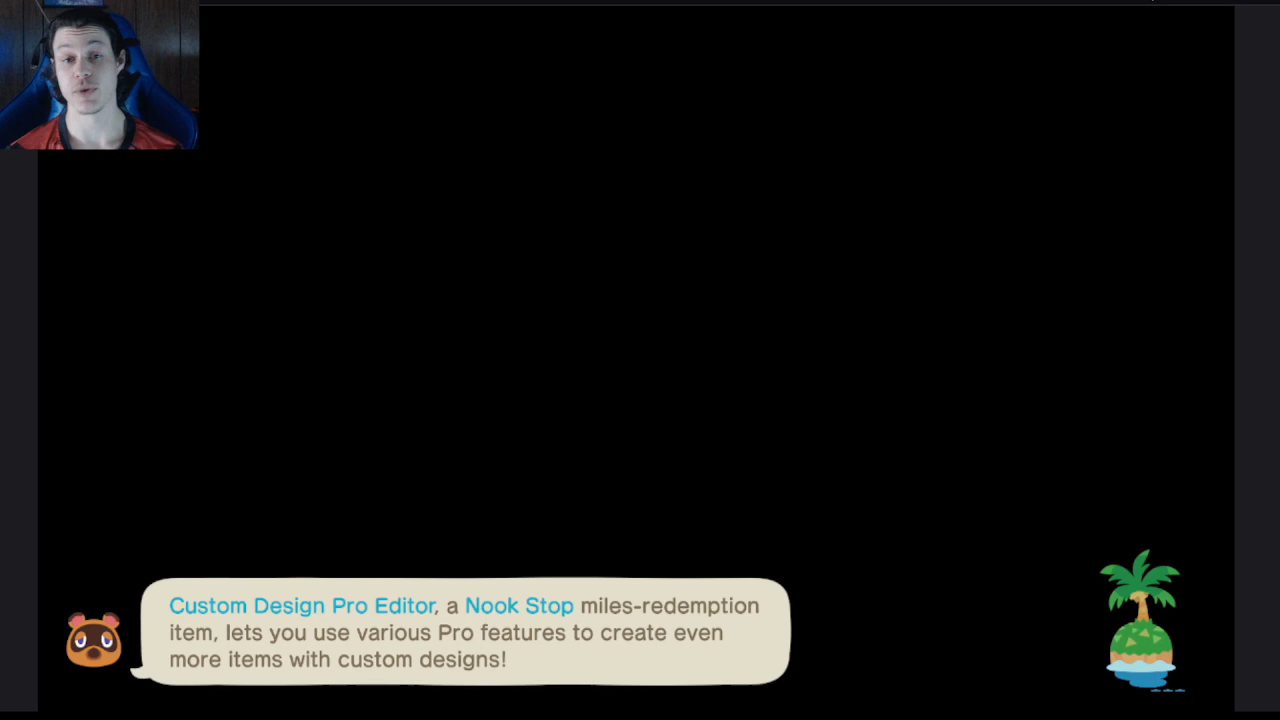 Custom Design Pro Editor, a Nook Stop miles-redemption
item, lets you use various Pro features to create even
more items with custom designs!